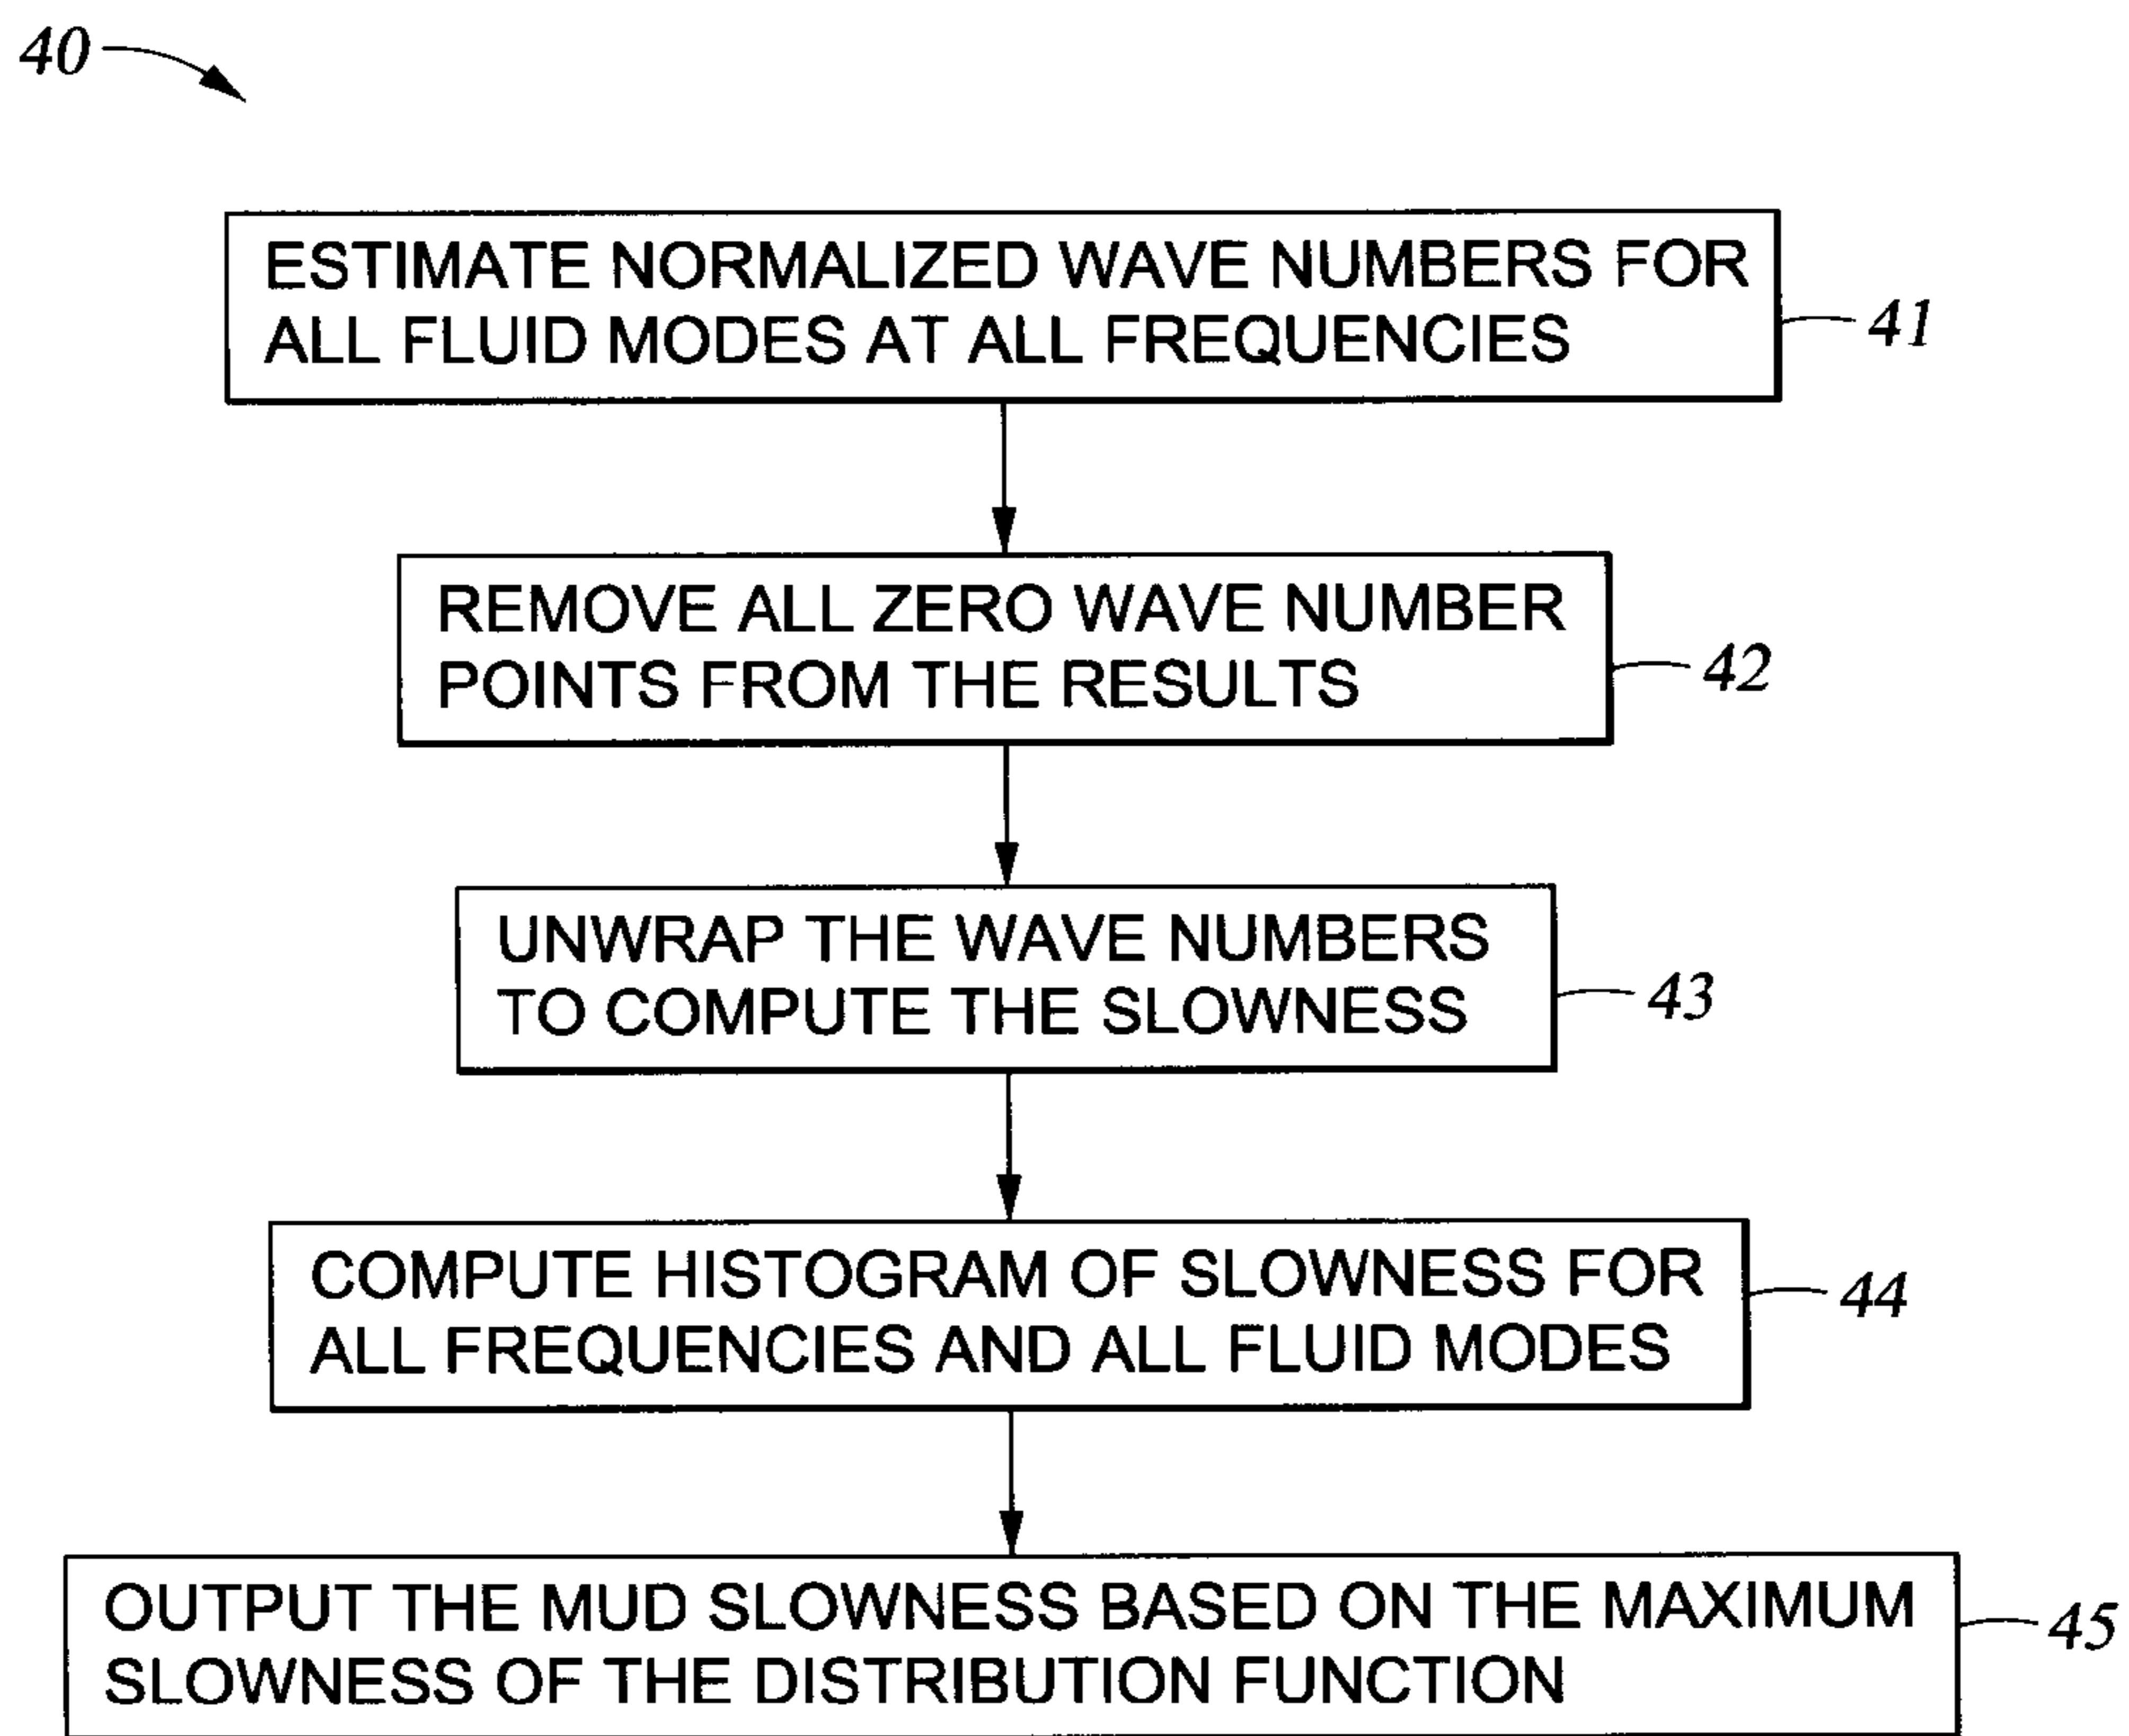 40
ESTIMATE NORMALIZED WAVE NUMBERS FOR
ALL FLUID MODES AT ALL FREQUENCIES
41
REMOVE ALL ZERO WAVE NUMBER
POINTS FROM THE RESULTS
42
UNWRAP THE WAVE NUMBERS
TO COMPUTE THE SLOWNESS
43
COMPUTE HISTOGRAM OF SLOWNESS FOR
ALL FREQUENCIES AND ALL FLUID MODES
44
OUTPUT THE MUD SLOWNESS BASED ON THE MAXIMUM
SLOWNESS OF THE DISTRIBUTION FUNCTION
45